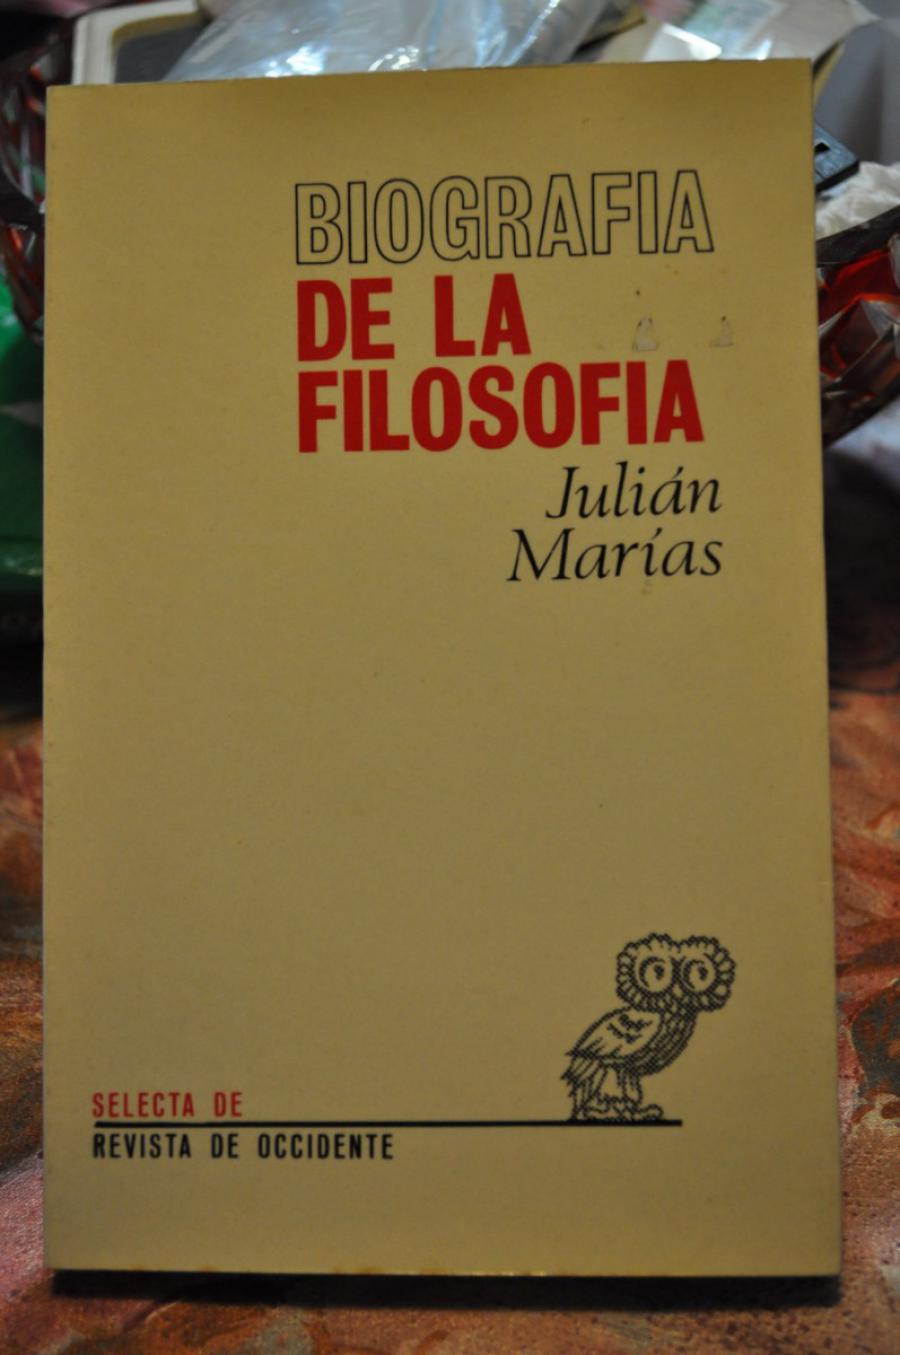 BIOGRAFIA
DE LA
FILOSOFIA
Julián
Marías
SELECTA DE
REVISTA DE OCCIDENTE